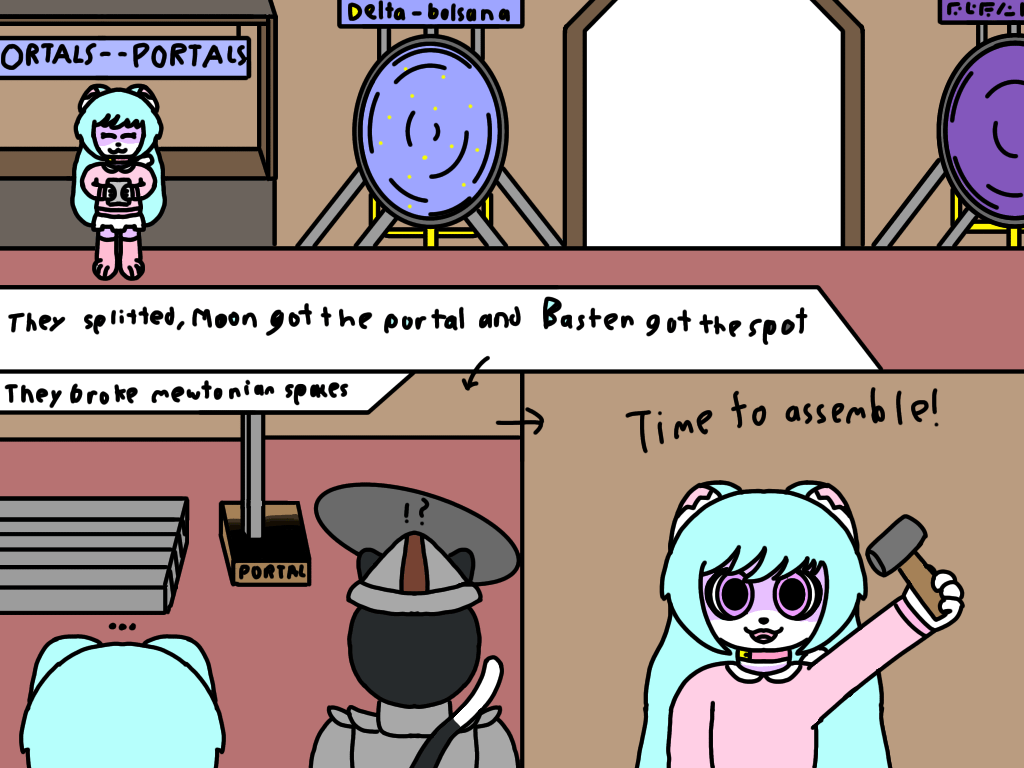 Delta-bolsana
ORTALS--PORTALS
They splitted, Moon got the portal and Basten got the spot
They broke mewtonian spaces
Time to assemble!
!?
PORTAL
...